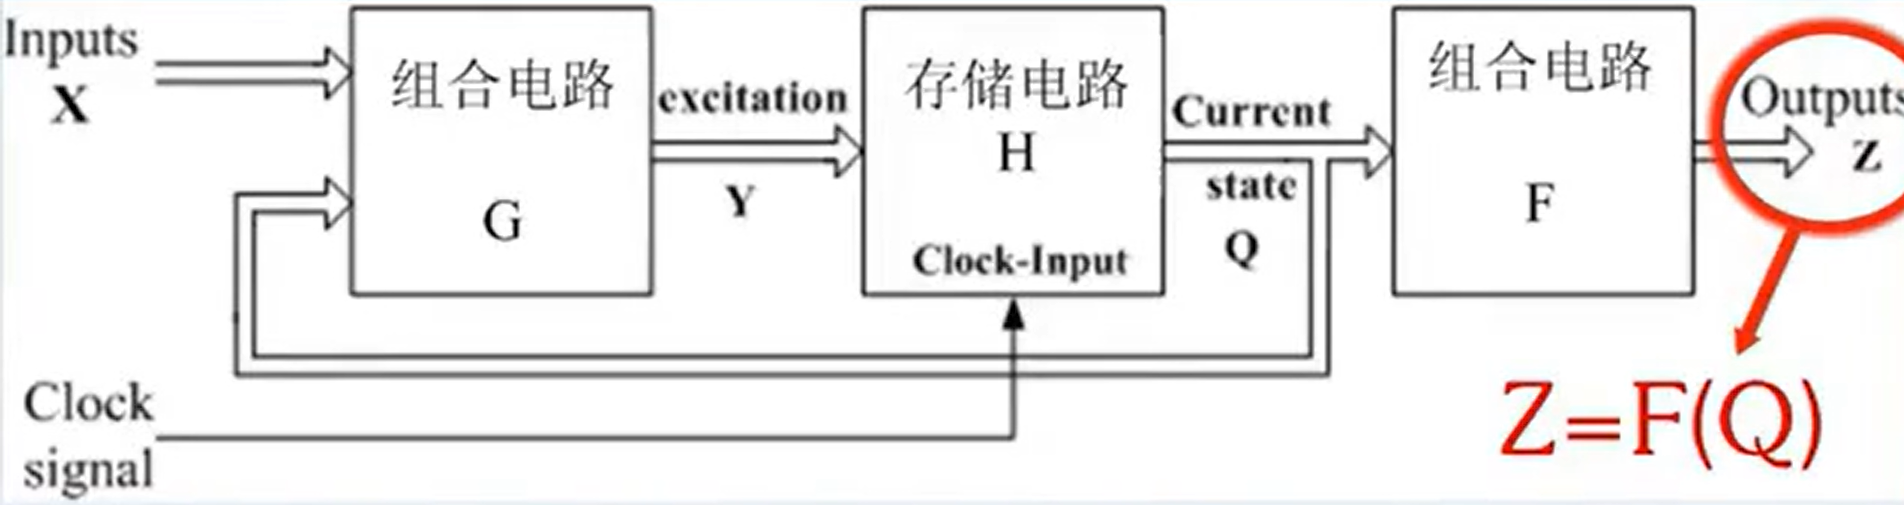 Inputs
X
组合电路
G
excitation
Y
存储电路
H
Clock-Input
Current
state
Q
组合电路
F
Outputs
Z
Clock
signal
Z=F(Q)